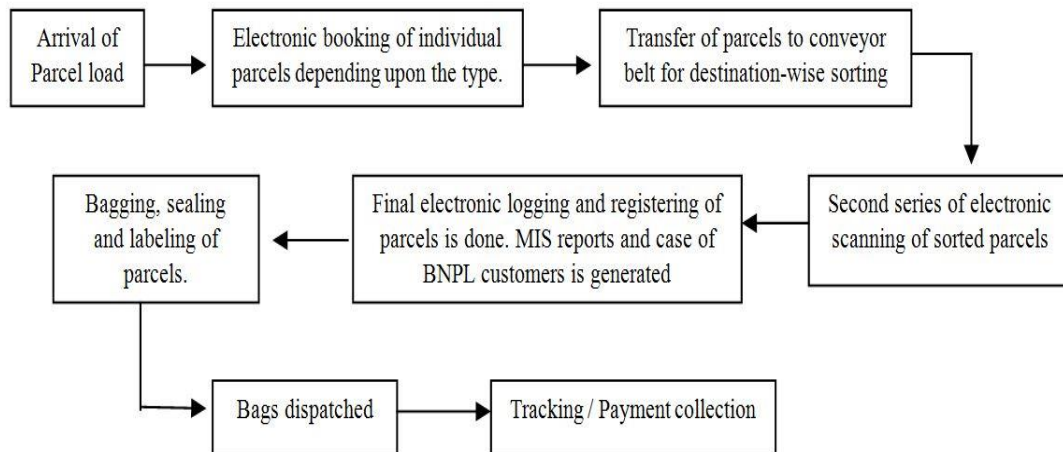 Arrival of
Parcel load
Electronic booking of individual
parcels depending upon the type.
Transfer of parcels to conveyor
belt for destination-wise sorting
Second series of electronic
scanning of sorted parcels
Final electronic logging and registering of
parcels is done. MIS reports and case of
BNPL customers is generated
Bagging, sealing
and labeling of
parcels.
Bags dispatched
Tracking / Payment collection